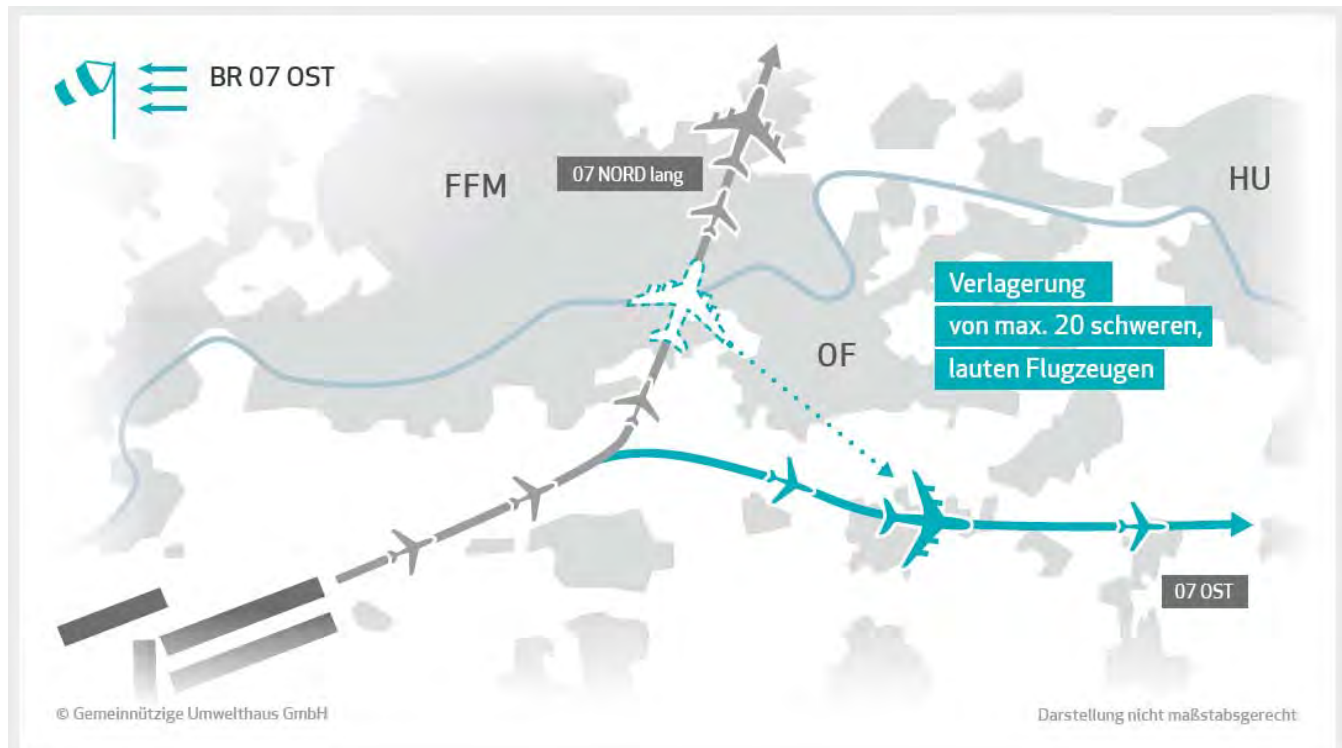 BR 07 OST
FFM
07 NORD lang
HU
Verlagerung
von max. 20 schweren,
lauten Flugzeugen
OF
07 OST
© Gemeinnützige Umwelthaus GmbH
Darstellung nicht maßstabsgerecht